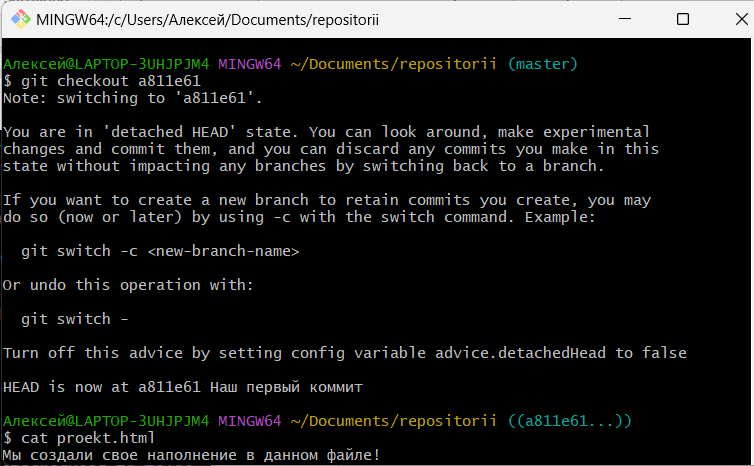 MINGW64:/c/Users/Алексей/Documents/repositorii
Алексей@LAPTOP-3UHJPJM4 MINGW64 ~/Documents/repositorii (master)
$ git checkout a811e61
Note: switching to 'a811e61'.
You are in 'detached HEAD' state. You can look around, make experimental
changes and commit them, and you can discard any commits you make in this
state without impacting any branches by switching back to a branch.
If you want to create a new branch to retain commits you create, you may
do so (now or later) by using -c with the switch command. Example:
git switch -c <new-branch-name>
Or undo this operation with:
git switch -
Turn off this advice by setting config variable advice.detachedHead to false
HEAD is now at a811e61 Наш первый коммит
Алексей@LAPTOP-3UHJPJM4 MINGW64 ~/Documents/repositorii ((a811e61...))
$ cat proekt.html
Мы создали свое наполнение в данном файле!